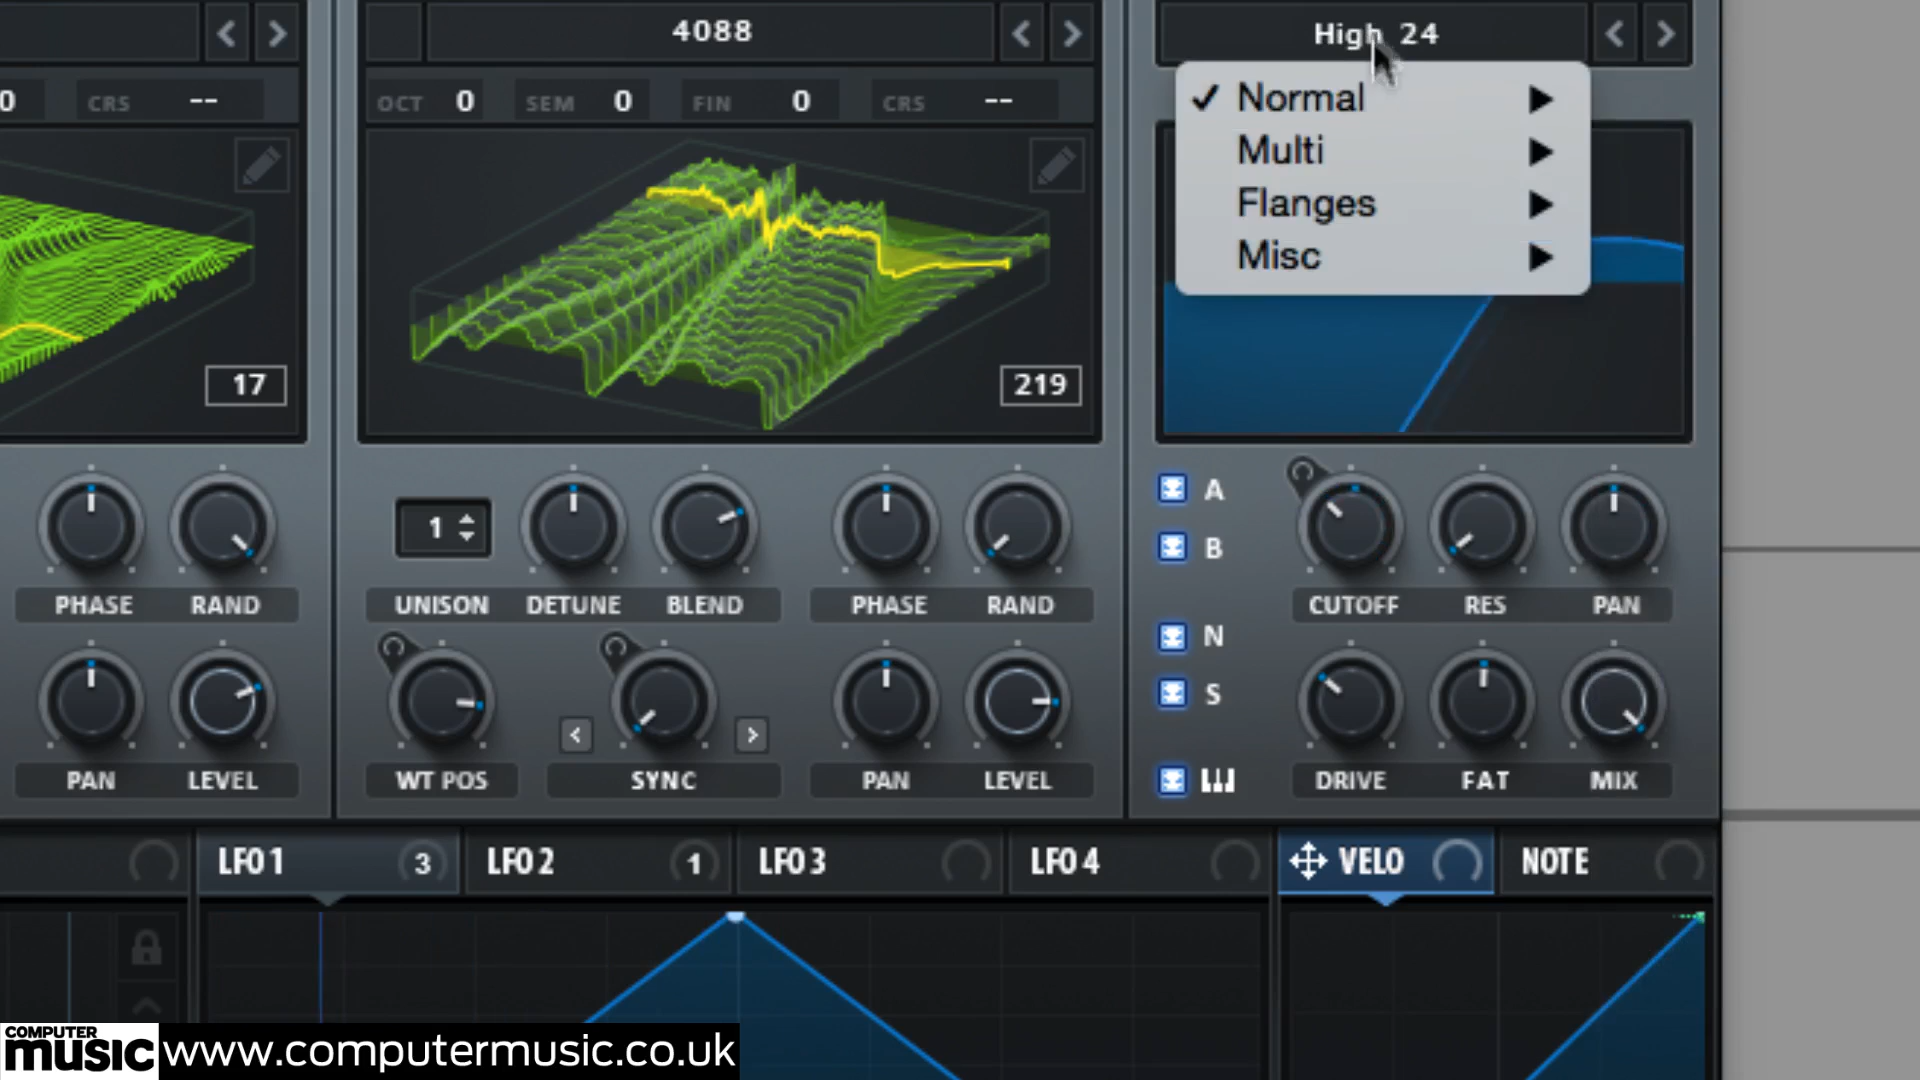 4088
High 24
0 CRS --
OCT 0 SEM 0 FIN 0 CRS --
Normal
Multi
Flanges
Misc
17
219
A
1
B
PHASE RAND
UNISON DETUNE BLEND PHASE RAND
CUTOFF RES PAN
N
S
PAN LEVEL
WT POS SYNC PAN LEVEL
DRIVE FAT MIX
LFO 1 3 LFO 2 1 LFO 3 LFO 4 VELO NOTE
COMPUTER
music www.computermusic.co.uk